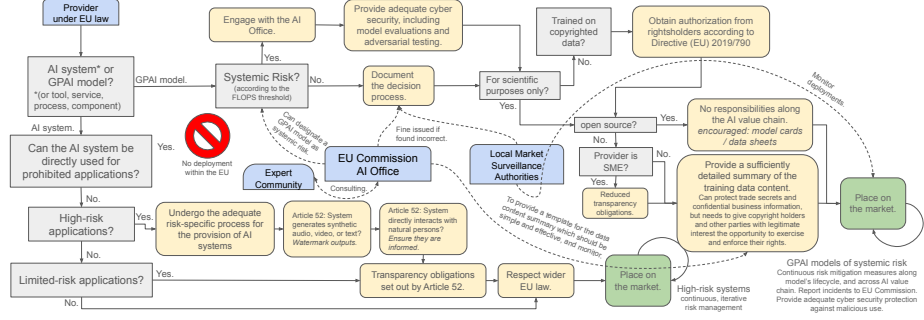 Provider
under EU law
AI system* or
GPAI model?
*(or tool, service,
process, component)
GPAI model.
AI system.
Can the AI system be
directly used for
prohibited applications?
Yes.
No deployment
within the EU
No.
High-risk
applications?
Yes.
No.
Limited-risk applications?
Yes.
No.
Engage with the AI
Office.
Yes.
Systemic Risk?
(according to the
FLOPS threshold)
No.
Provide adequate cyber
security, including
model evaluations and
adversarial testing.
Document
the decision
process.
Can designate a
GPAI model as
systemic risk
Fine issued if
found incorrect.
EU Commission
AI Office
Expert
Community
Consulting.
Local Market
Surveillance
Authorities
Undergo the adequate
risk-specific process for
the provision of AI
systems
Article 52: System
generates synthetic
audio, video, or text?
Watermark outputs.
Article 52: System
directly interacts with
natural persons?
Ensure they are
informed.
Transparency obligations
set out by Article 52.
Respect wider
EU law.
To provide a template for the data
content summary which should be
simple and effective, and monitor.
For scientific
purposes only?
Yes.
No.
Trained on
copyrighted
data?
Yes.
Obtain authorization from
rightsholders according to
Directive (EU) 2019/790
Monitor
deployments.
open source?
Yes.
No.
No responsibilities along
the AI value chain.
encouraged: model cards
/ data sheets
Provider is
SME?
No.
Yes.
Reduced
transparency
obligations.
Provide a sufficiently
detailed summary of the
training data content.
Can protect trade secrets and
confidential business information,
but needs to give copyright holders
and other parties with legitimate
interest the opportunity to exercise
and enforce their rights.
Place on
the market.
Place on
the market.
High-risk systems
continuous, iterative
risk management
GPAI models of systemic risk
Continuous risk mitigation measures along
model's lifecycle, and across AI value
chain. Report incidents to EU Commission.
Provide adequate cyber security protection
against malicious use.